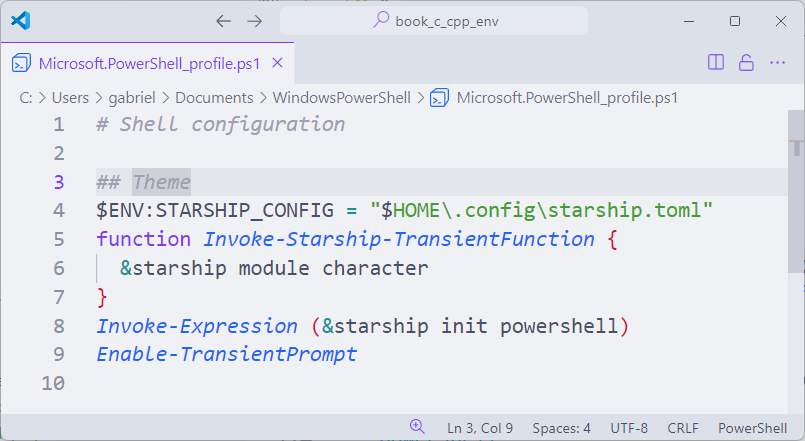 book_c_cpp_env
Microsoft.PowerShell_profile.ps1
C: > Users > gabriel > Documents > WindowsPowerShell > Microsoft.PowerShell_profile.ps1
1 # Shell configuration
2
3 ## Theme
4 $ENV:STARSHIP_CONFIG = "$HOME\.config\starship.toml"
5 function Invoke-Starship-TransientFunction {
6   &starship module character
7 }
8 Invoke-Expression (&starship init powershell)
9 Enable-TransientPrompt
10
Ln 3, Col 9 Spaces: 4 UTF-8 CRLF PowerShell